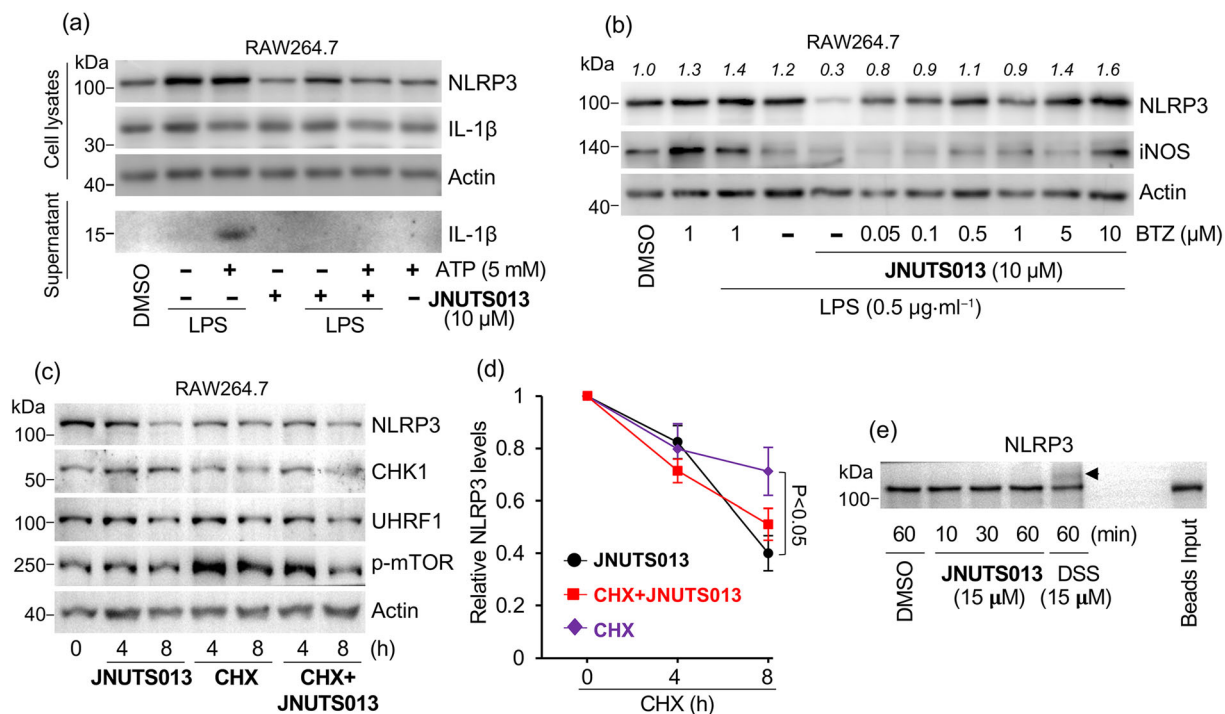 (a)
RAW264.7
kDa
100 NLRP3
IL-1β
30
Actin
40
15 IL-1β
Cell lysates
Supernatant
DMSO − + − + + ATP (5 mM)
− − + + + − JNUTS013
(10 µM)
LPS LPS
(b)
RAW264.7
kDa 1.0 1.3 1.4 1.2 0.3 0.8 0.9 1.1 0.9 1.4 1.6
100 NLRP3
140 iNOS
Actin
40
DMSO 1 1 − − 0.05 0.1 0.5 1 5 10 BTZ (µM)
JNUTS013 (10 µM)
LPS (0.5 µg·ml⁻¹)
(c)
RAW264.7
kDa
NLRP3
100
CHK1
50
UHRF1
100
250 p-mTOR
Actin
40
0 4 8 4 8 4 8 (h)
JNUTS013 CHX CHX+
JNUTS013
(d)
Relative NLRP3 levels
1
0.8
0.6
0.4
0.2
0
P<0.05
JNUTS013
CHX+JNUTS013
CHX
0 4 8
CHX (h)
(e)
NLRP3
kDa
100
60 10 30 60 60 (min)
DMSO JNUTS013 DSS
(15 µM) (15 µM)
Beads Input